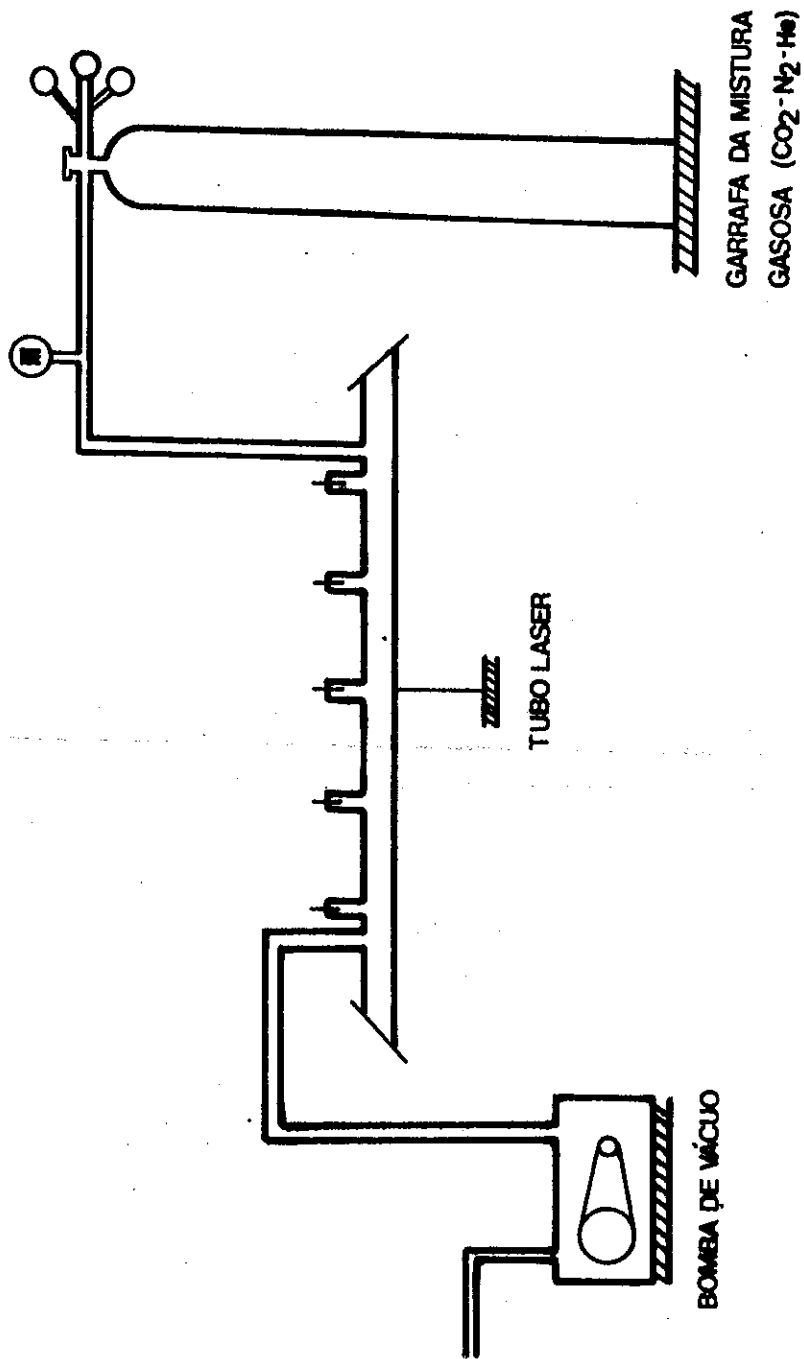 GARRAFA DA MISTURA
GASOSA (CO2-N2-He)
TUBO LASER
BOMBA DE VÁCUO